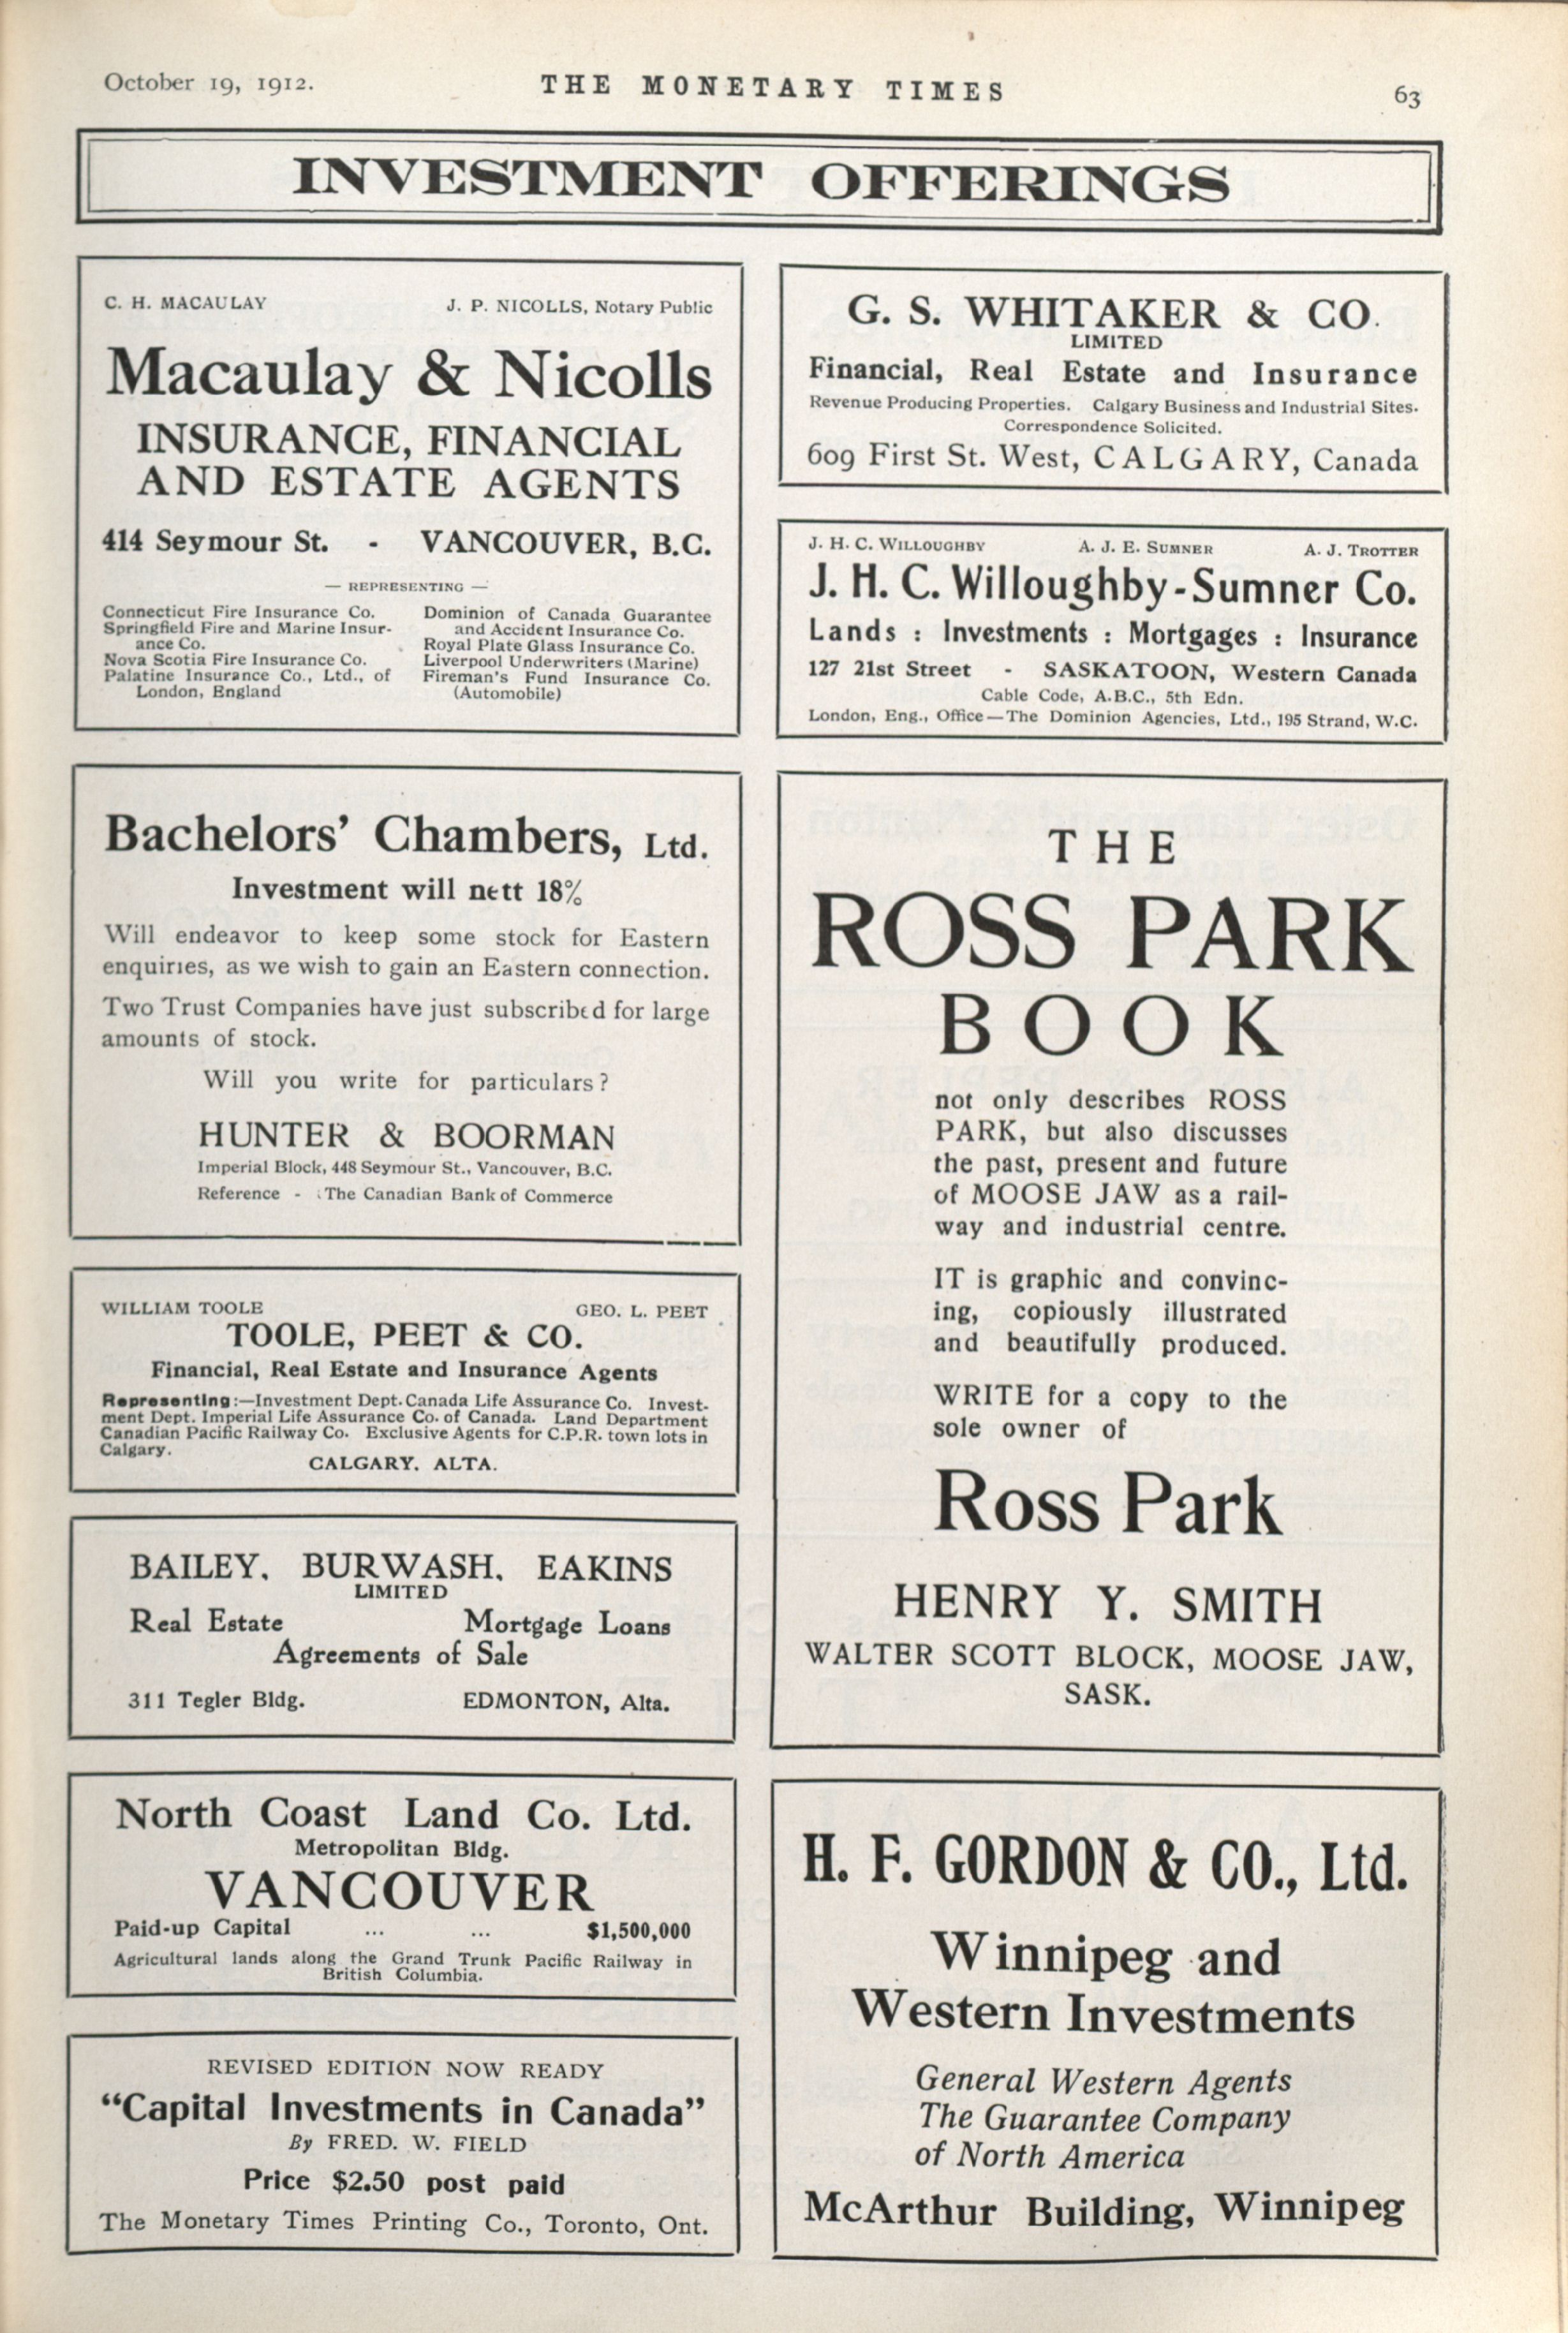 October 19, 1912.
THE MONETARY TIMES
63
INVESTMENT OFFERINGS
C. H. MACAULAY
J. P. NICOLLS, Notary Public
Macaulay & Nicolls
INSURANCE, FINANCIAL
AND ESTATE AGENTS
414 Seymour St. - VANCOUVER, B.C.
— REPRESENTING —
Connecticut Fire Insurance Co.
Springfield Fire and Marine Insur-
ance Co.
Nova Scotia Fire Insurance Co.
Palatine Insurance Co., Ltd., of
London, England
Dominion of Canada Guarantee
and Accident Insurance Co.
Royal Plate Glass Insurance Co.
Liverpool Underwriters (Marine)
Fireman's Fund Insurance Co.
(Automobile)
Bachelors' Chambers, Ltd.
Investment will nett 18%
Will endeavor to keep some stock for Eastern
enquiries, as we wish to gain an Eastern connection.
Two Trust Companies have just subscribed for large
amounts of stock.
Will you write for particulars?
HUNTER & BOORMAN
Imperial Block, 448 Seymour St., Vancouver, B.C.
Reference - : The Canadian Bank of Commerce
WILLIAM TOOLE
GEO. L. PEET
TOOLE, PEET & CO.
Financial, Real Estate and Insurance Agents
Representing:—Investment Dept. Canada Life Assurance Co. Invest-
ment Dept. Imperial Life Assurance Co. of Canada. Land Department
Canadian Pacific Railway Co. Exclusive Agents for C.P.R. town lots in
Calgary.
CALGARY. ALTA.
BAILEY. BURWASH. EAKINS
LIMITED
Real Estate Mortgage Loans
Agreements of Sale
311 Tegler Bldg. EDMONTON, Alta.
North Coast Land Co. Ltd.
Metropolitan Bldg.
VANCOUVER
Paid-up Capital ... ... $1,500,000
Agricultural lands along the Grand Trunk Pacific Railway in
British Columbia.
REVISED EDITION NOW READY
“Capital Investments in Canada”
By FRED. W. FIELD
Price $2.50 post paid
The Monetary Times Printing Co., Toronto, Ont.
G. S. WHITAKER & CO.
LIMITED
Financial, Real Estate and Insurance
Revenue Producing Properties. Calgary Business and Industrial Sites.
Correspondence Solicited.
609 First St. West, CALGARY, Canada
J. H. C. WILLOUGHBY A. J. E. SUMNER A. J. TROTTER
J. H. C. Willoughby-Sumner Co.
Lands : Investments : Mortgages : Insurance
127 21st Street - SASKATOON, Western Canada
Cable Code, A.B.C., 5th Edn.
London, Eng., Office—The Dominion Agencies, Ltd., 195 Strand, W.C.
THE
ROSS PARK
BOOK
not only describes ROSS
PARK, but also discusses
the past, present and future
of MOOSE JAW as a rail-
way and industrial centre.
IT is graphic and convinc-
ing, copiously illustrated
and beautifully produced.
WRITE for a copy to the
sole owner of
Ross Park
HENRY Y. SMITH
WALTER SCOTT BLOCK, MOOSE JAW,
SASK.
H. F. GORDON & CO., Ltd.
Winnipeg and
Western Investments
General Western Agents
The Guarantee Company
of North America
McArthur Building, Winnipeg